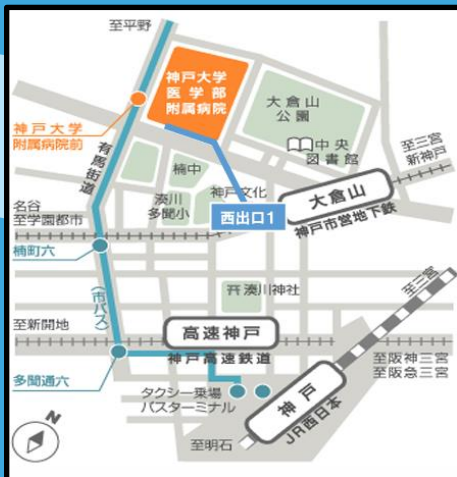 至平野
神戸大学
医学部
附属病院
大倉山
公園
神戸大学
附属病院前
有馬街道
中央
図書館
至三宮
新神戸
楠中
湊川
多聞小
神戸文化
大倉山
神戸市営地下鉄
西出口1
名谷
至学園都市
楠町六
(市バス)
湊川神社
至三宮
至新開地
高速神戸
神戸高速鉄道
至阪神三宮
至阪急三宮
多聞通六
タクシー乗場
バスターミナル
神戸
JR西日本
至明石
N